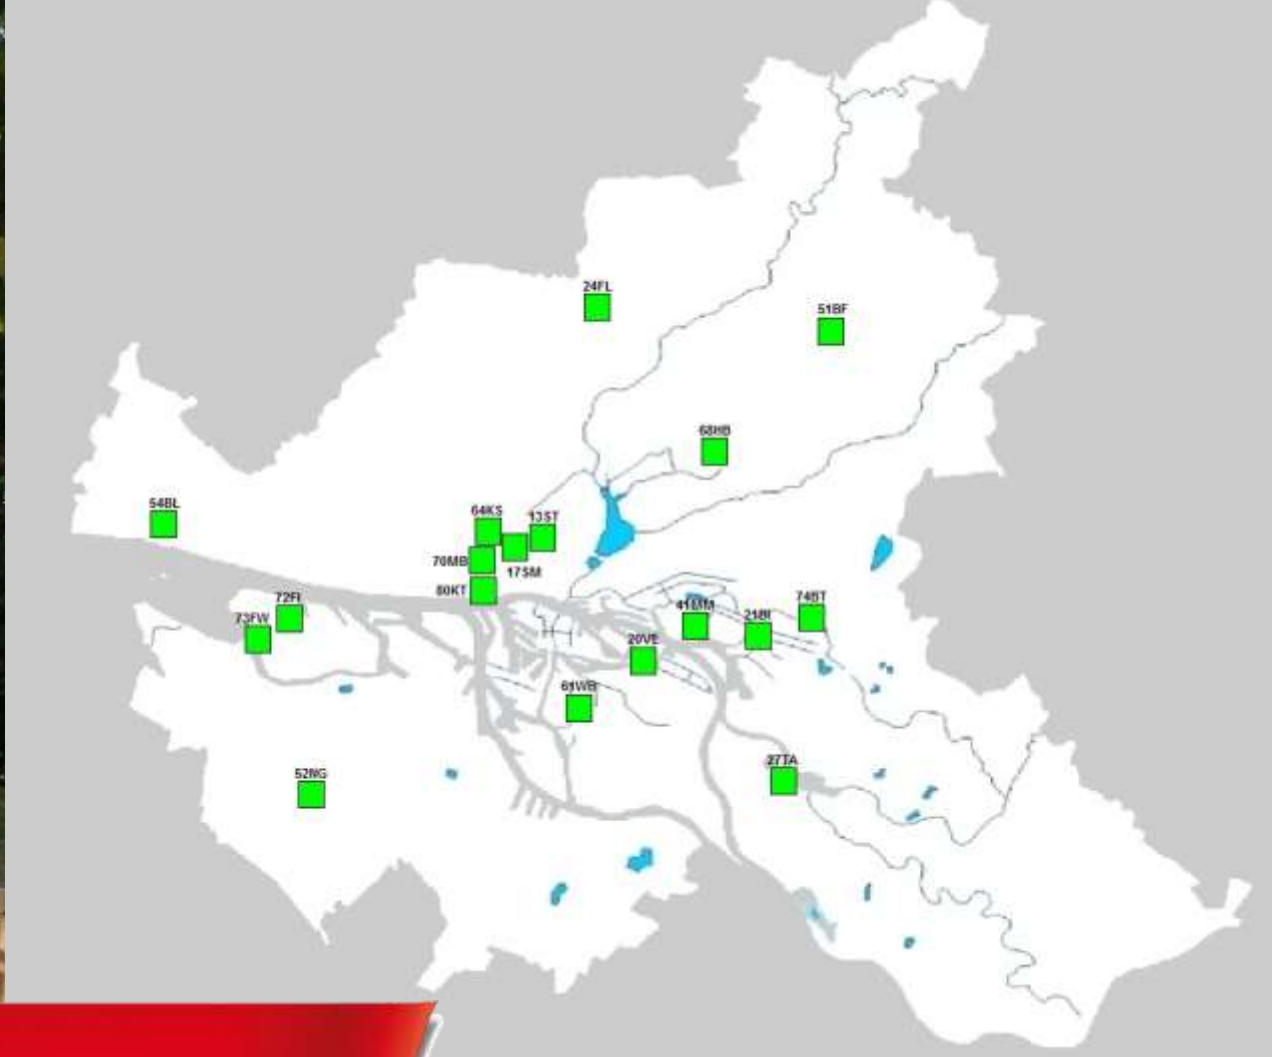 24FL
51BF
68HB
54BL
64KS
13ST
70MB
17SM
80KT
72FI
73FW
74BT
41MM
21BI
20VE
61WB
27TA
52NG